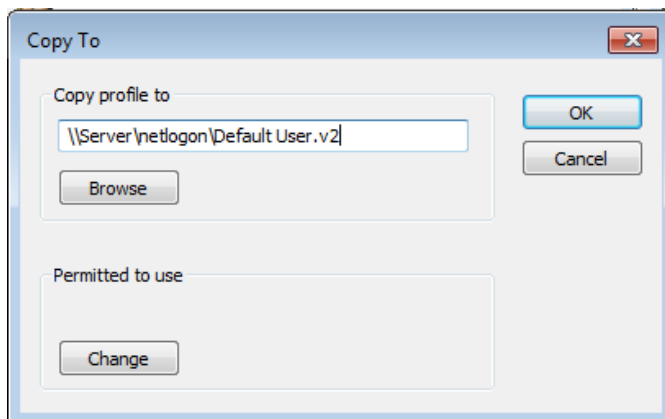 Copy To
Copy profile to
\\Server\netlogon\Default User.v2
OK
Cancel
Browse
Permitted to use
Change